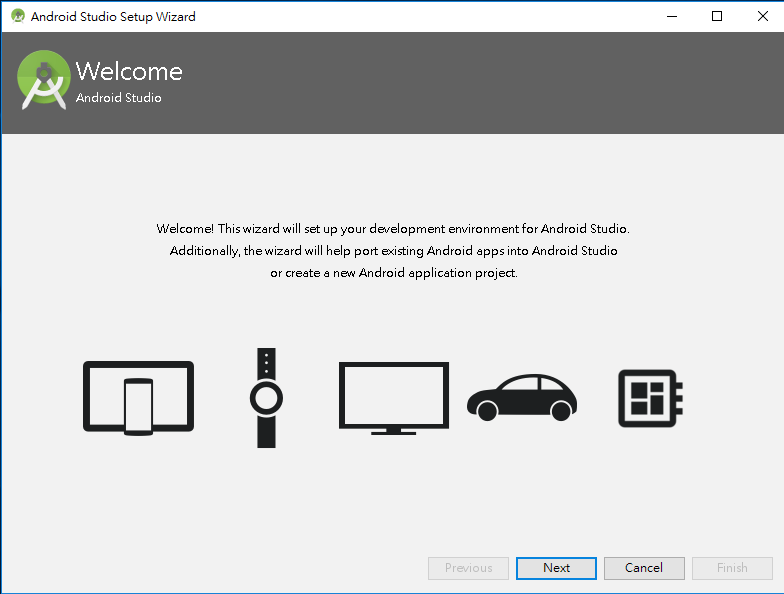 Android Studio Setup Wizard
Welcome
Android Studio
Welcome! This wizard will set up your development environment for Android Studio.
Additionally, the wizard will help port existing Android apps into Android Studio
or create a new Android application project.
Previous
Next
Cancel
Finish